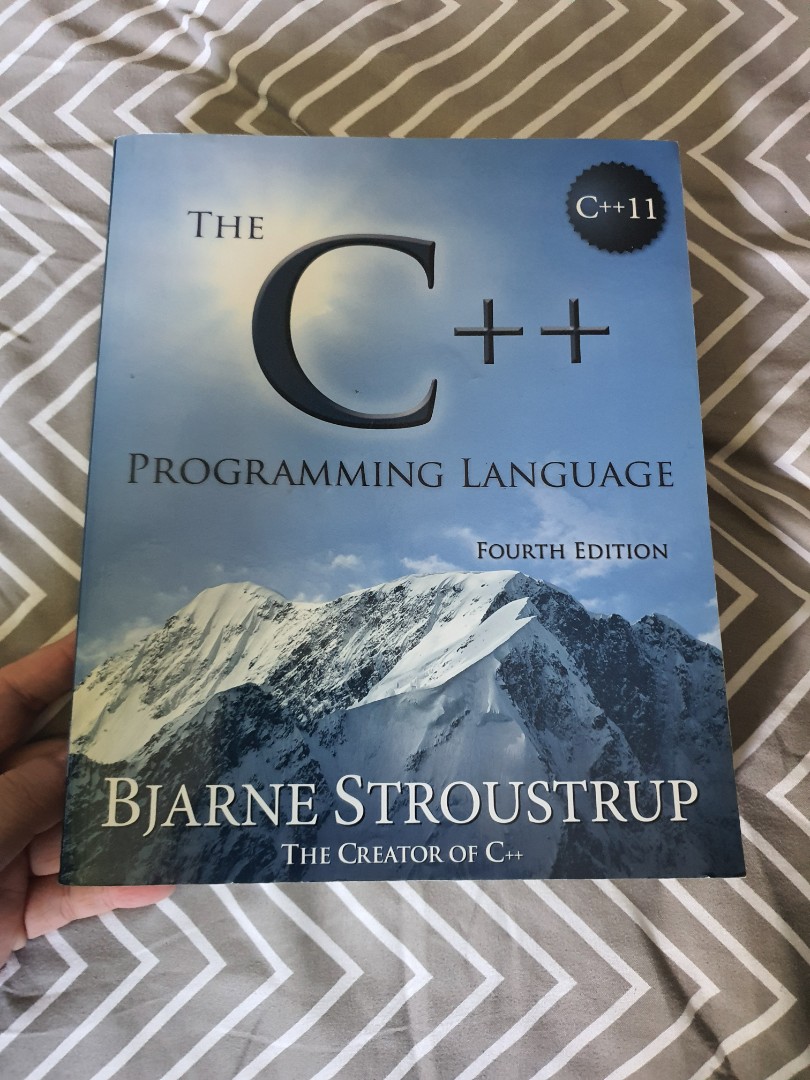 C++11
The
C++
Programming Language
Fourth Edition
Bjarne Stroustrup
The Creator of C++